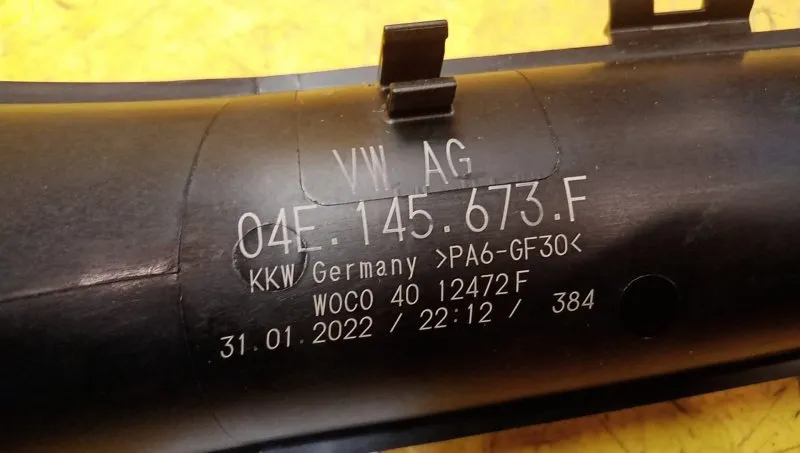 VW AG
04E.145.673.F
KKW Germany >PA6-GF30<
WOCO 40 12472F
31.01.2022 / 22:12 / 384